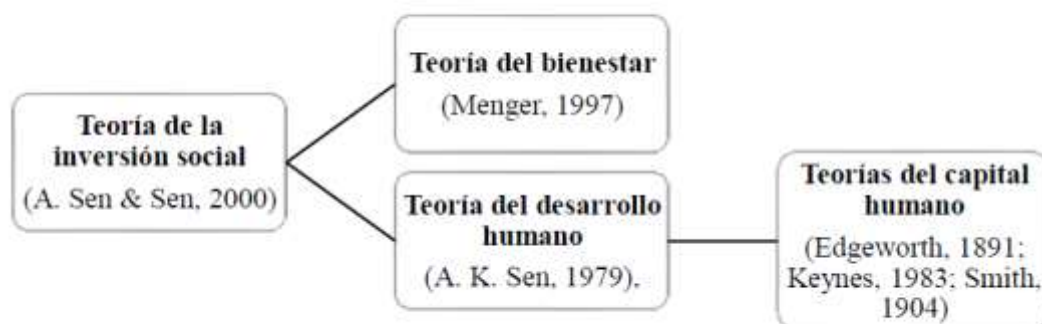 Teoría de la
inversión social
(A. Sen & Sen, 2000)
Teoría del bienestar
(Menger, 1997)
Teoría del desarrollo
humano
(A. K. Sen, 1979).
Teorías del capital
humano
(Edgeworth, 1891;
Keynes, 1983; Smith,
1904)